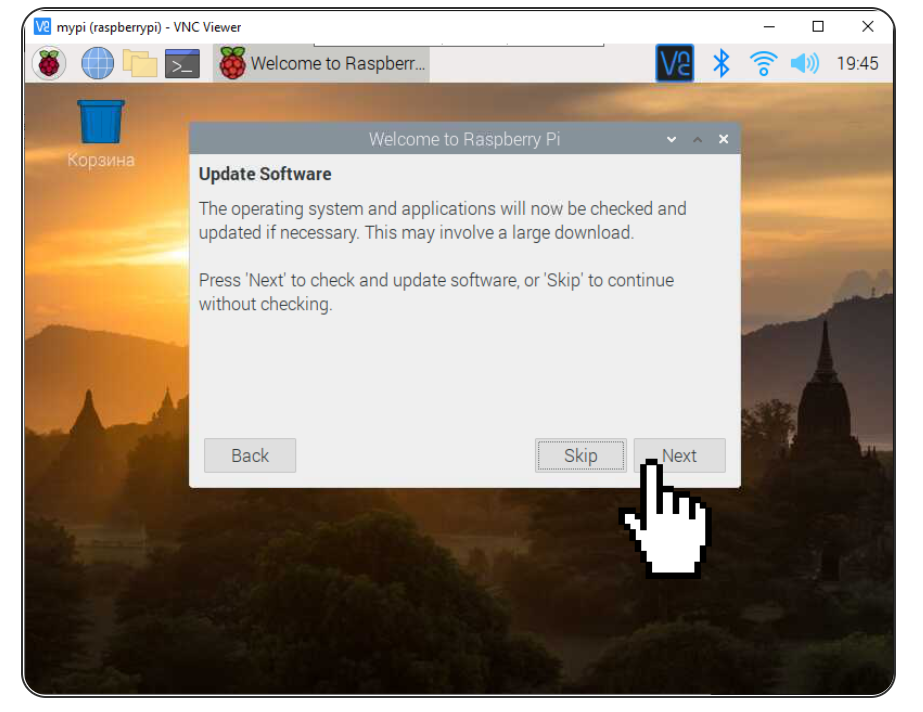 mypi (raspberrypi) - VNC Viewer
Welcome to Raspberr...
19:45
Корзина
Welcome to Raspberry Pi
Update Software
The operating system and applications will now be checked and
updated if necessary. This may involve a large download.
Press 'Next' to check and update software, or 'Skip' to continue
without checking.
Back
Skip
Next